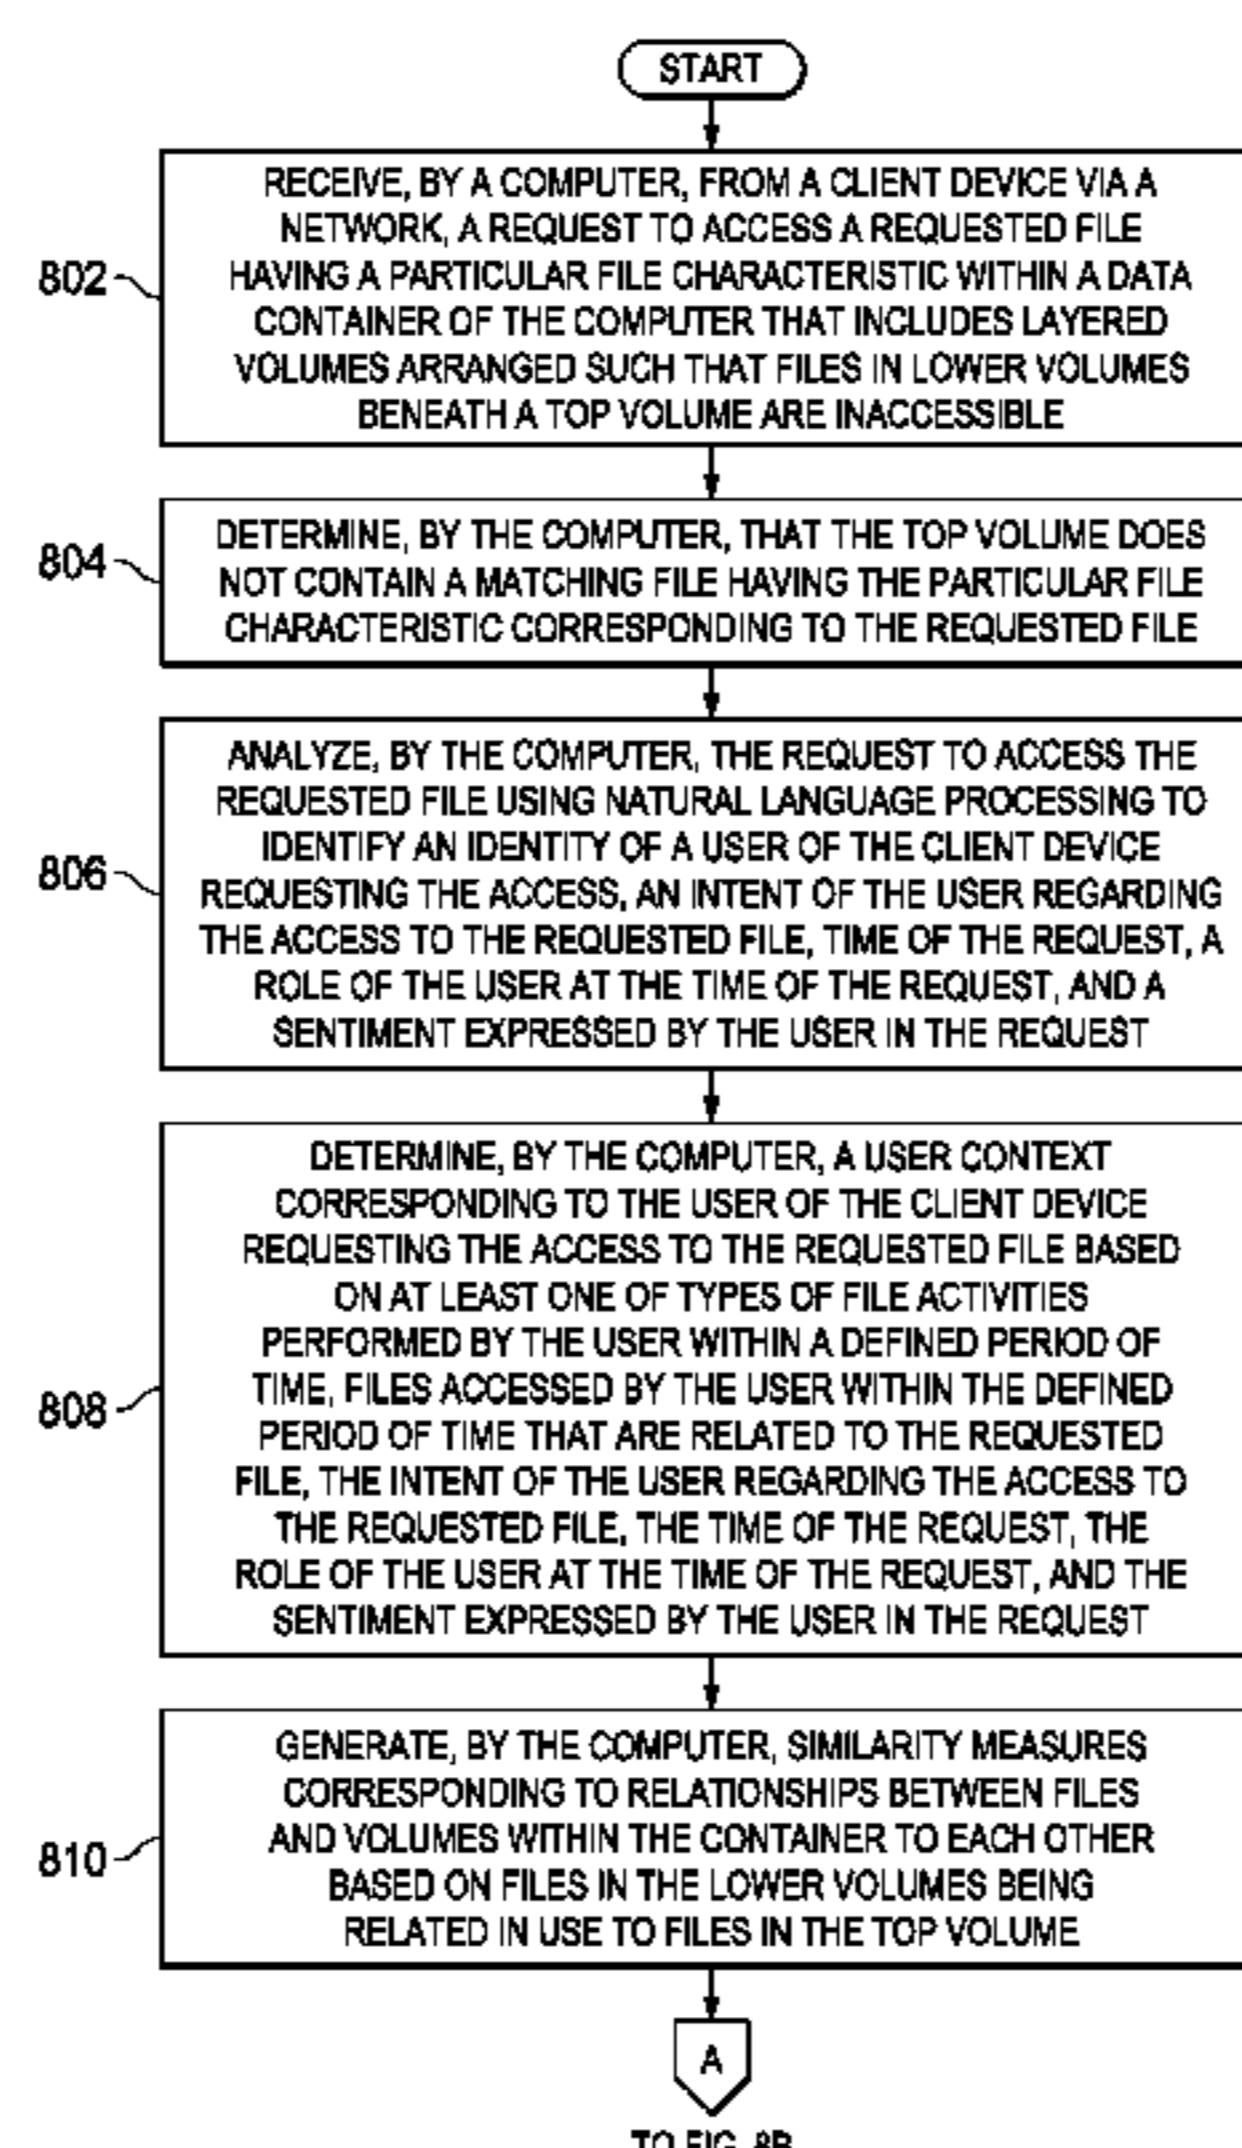 START
RECEIVE, BY A COMPUTER, FROM A CLIENT DEVICE VIA A
NETWORK, A REQUEST TO ACCESS A REQUESTED FILE
HAVING A PARTICULAR FILE CHARACTERISTIC WITHIN A DATA
CONTAINER OF THE COMPUTER THAT INCLUDES LAYERED
VOLUMES ARRANGED SUCH THAT FILES IN LOWER VOLUMES
BENEATH A TOP VOLUME ARE INACCESSIBLE
802
DETERMINE, BY THE COMPUTER, THAT THE TOP VOLUME DOES
NOT CONTAIN A MATCHING FILE HAVING THE PARTICULAR FILE
CHARACTERISTIC CORRESPONDING TO THE REQUESTED FILE
804
ANALYZE, BY THE COMPUTER, THE REQUEST TO ACCESS THE
REQUESTED FILE USING NATURAL LANGUAGE PROCESSING TO
IDENTIFY AN IDENTITY OF A USER OF THE CLIENT DEVICE
REQUESTING THE ACCESS, AN INTENT OF THE USER REGARDING
THE ACCESS TO THE REQUESTED FILE, TIME OF THE REQUEST, A
ROLE OF THE USER AT THE TIME OF THE REQUEST, AND A
SENTIMENT EXPRESSED BY THE USER IN THE REQUEST
806
DETERMINE, BY THE COMPUTER, A USER CONTEXT
CORRESPONDING TO THE USER OF THE CLIENT DEVICE
REQUESTING THE ACCESS TO THE REQUESTED FILE BASED
ON AT LEAST ONE OF TYPES OF FILE ACTIVITIES
PERFORMED BY THE USER WITHIN A DEFINED PERIOD OF
TIME, FILES ACCESSED BY THE USER WITHIN THE DEFINED
PERIOD OF TIME THAT ARE RELATED TO THE REQUESTED
FILE, THE INTENT OF THE USER REGARDING THE ACCESS TO
THE REQUESTED FILE, THE TIME OF THE REQUEST, THE
ROLE OF THE USER AT THE TIME OF THE REQUEST, AND THE
SENTIMENT EXPRESSED BY THE USER IN THE REQUEST
808
GENERATE, BY THE COMPUTER, SIMILARITY MEASURES
CORRESPONDING TO RELATIONSHIPS BETWEEN FILES
AND VOLUMES WITHIN THE CONTAINER TO EACH OTHER
BASED ON FILES IN THE LOWER VOLUMES BEING
RELATED IN USE TO FILES IN THE TOP VOLUME
810
A
TO FIG. 8B